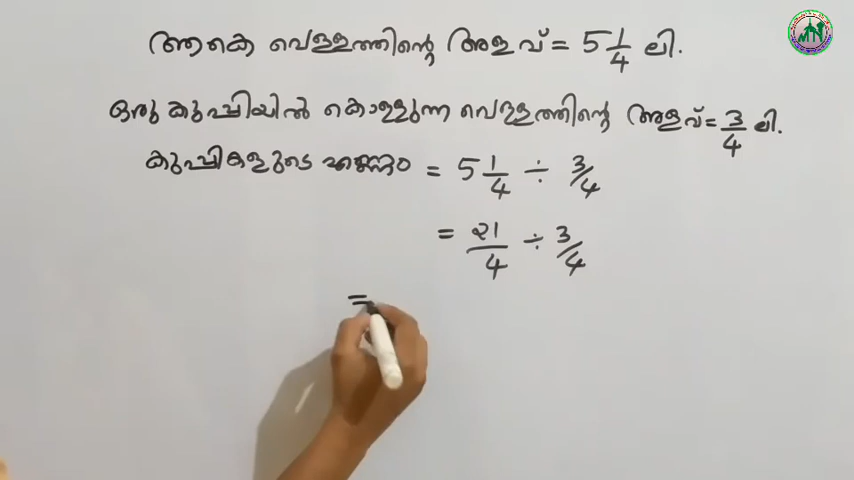 ആകെ വെള്ളത്തിന്റെ അളവ് = 5 1/4 ലി.
ഒരു കുപ്പിയിൽ കൊള്ളുന്ന വെള്ളത്തിന്റെ അളവ് = 3/4 ലി.
കുപ്പികളുടെ എണ്ണം = 5 1/4 ÷ 3/4
= 21/4 ÷ 3/4
=